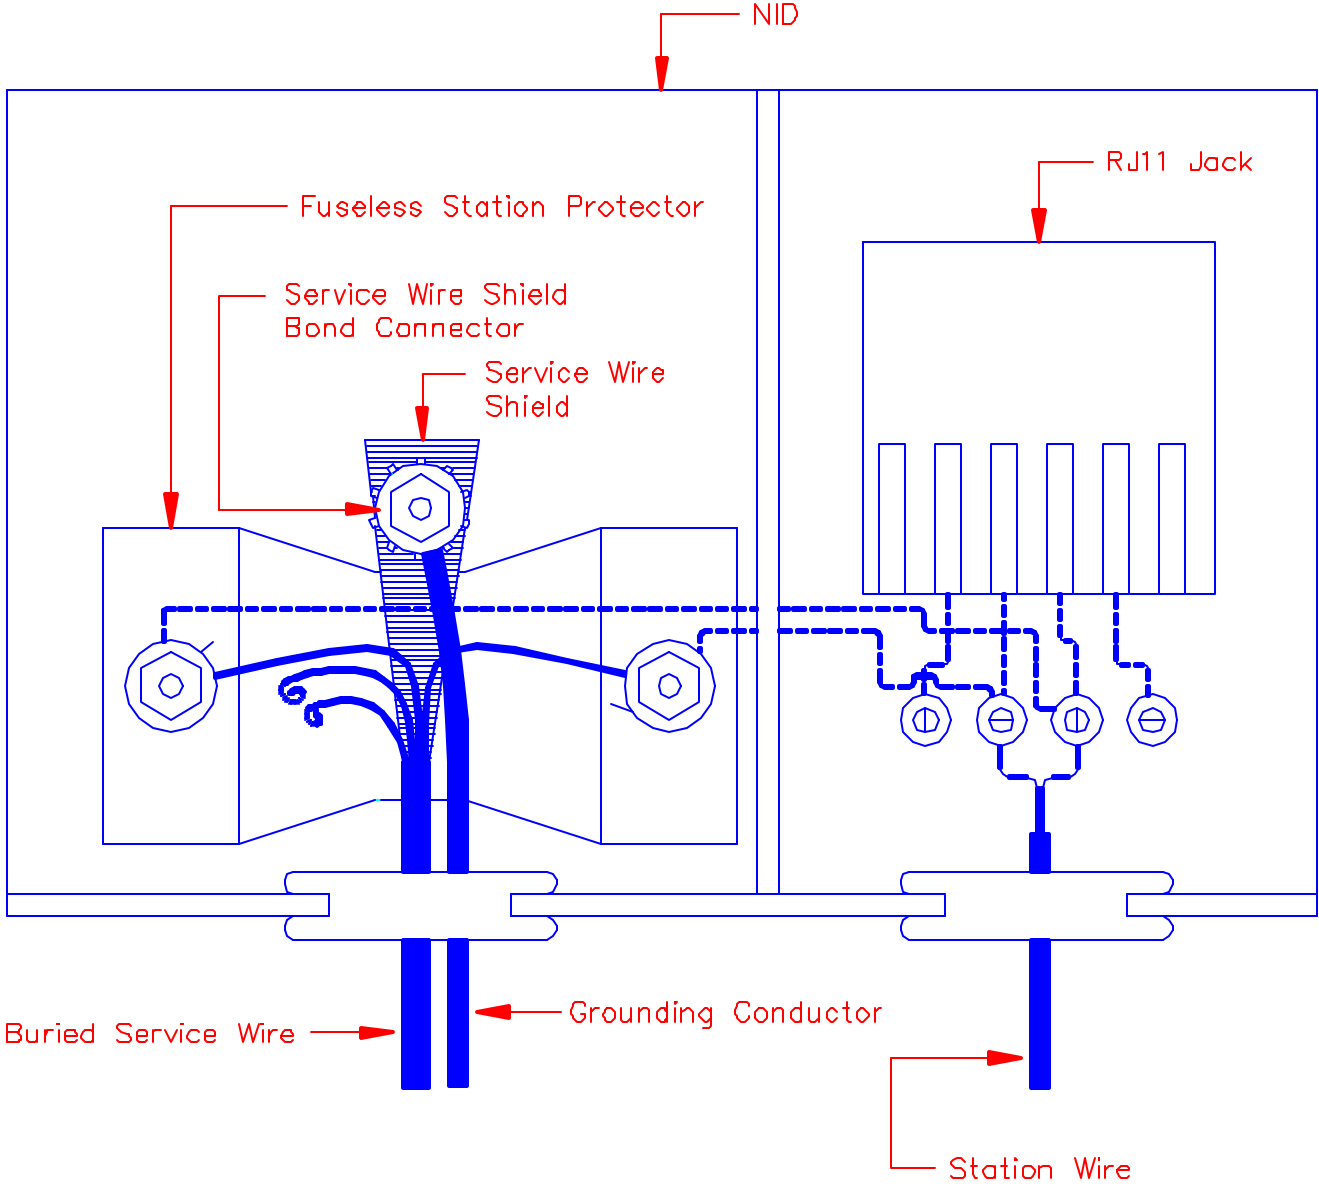 NID
RJ11 Jack
Fuseless Station Protector
Service Wire Shield
Bond Connector
Service Wire
Shield
Grounding Conductor
Buried Service Wire
Station Wire